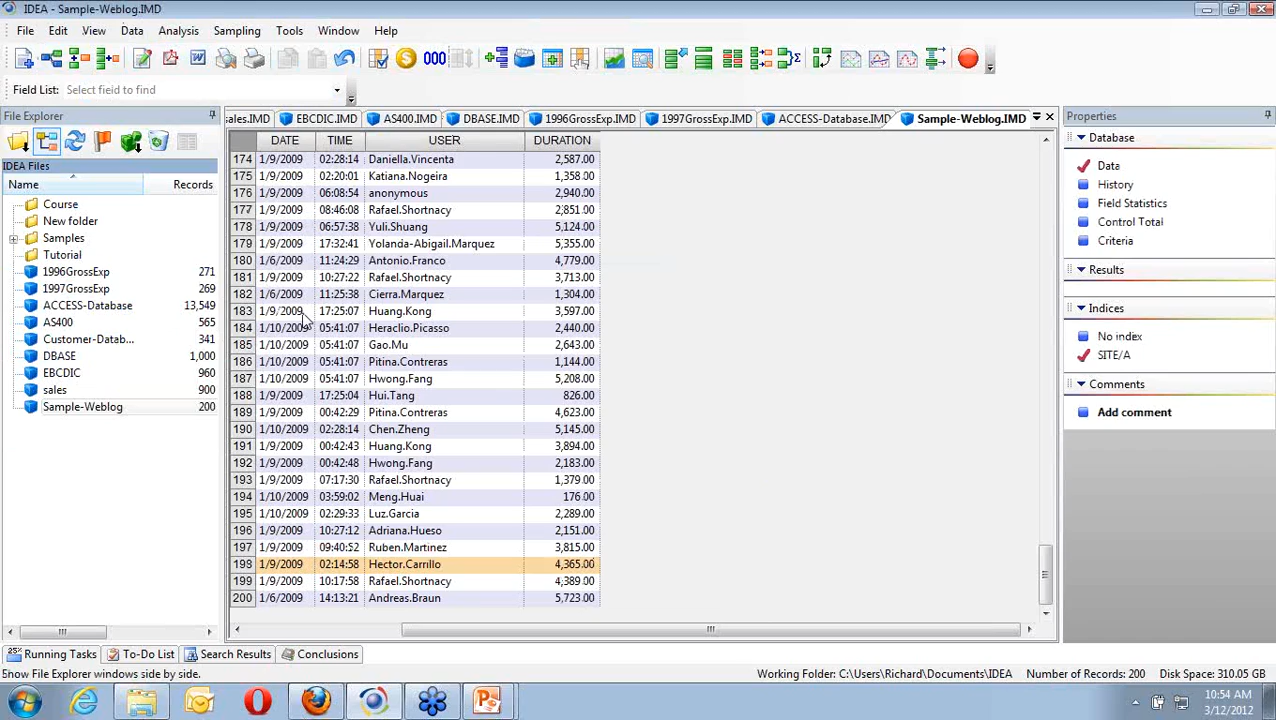 IDEA - Sample-Weblog.IMD
File Edit View Data Analysis Sampling Tools Window Help
000
Field List: Select field to find
File Explorer
IDEA Files
Name Records
Course
New folder
Samples
Tutorial
1996GrossExp 271
1997GrossExp 269
ACCESS-Database 13,549
AS400 565
Customer-Datab... 341
DBASE 1,000
EBCDIC 960
sales 900
Sample-Weblog 200
ales.IMD EBCDIC.IMD AS400.IMD DBASE.IMD 1996GrossExp.IMD 1997GrossExp.IMD ACCESS-Database.IMD Sample-Weblog.IMD
DATE TIME USER DURATION
174 1/9/2009 02:28:14 Daniella.Vincenta 2,587.00
175 1/9/2009 02:20:01 Katiana.Nogeira 1,358.00
176 1/9/2009 06:08:54 anonymous 2,940.00
177 1/9/2009 08:46:08 Rafael.Shortnacy 2,851.00
178 1/9/2009 06:57:38 Yuli.Shuang 5,124.00
179 1/9/2009 17:32:41 Yolanda-Abigail.Marquez 5,355.00
180 1/6/2009 11:24:29 Antonio.Franco 4,779.00
181 1/9/2009 10:27:22 Rafael.Shortnacy 3,713.00
182 1/6/2009 11:25:38 Cierra.Marquez 1,304.00
183 1/9/2009 17:25:07 Huang.Kong 3,597.00
184 1/10/2009 05:41:07 Heraclio.Picasso 2,440.00
185 1/10/2009 05:41:07 Gao.Mu 2,643.00
186 1/10/2009 05:41:07 Pitina.Contreras 1,144.00
187 1/10/2009 05:41:07 Hwong.Fang 5,208.00
188 1/9/2009 17:25:04 Hui.Tang 826.00
189 1/9/2009 00:42:29 Pitina.Contreras 4,623.00
190 1/10/2009 02:28:14 Chen.Zheng 5,145.00
191 1/9/2009 00:42:43 Huang.Kong 3,894.00
192 1/9/2009 00:42:48 Hwong.Fang 2,183.00
193 1/9/2009 07:17:30 Rafael.Shortnacy 1,379.00
194 1/10/2009 03:59:02 Meng.Huai 176.00
195 1/10/2009 02:29:33 Luz.Garcia 2,289.00
196 1/9/2009 10:27:12 Adriana.Hueso 2,151.00
197 1/9/2009 09:40:52 Ruben.Martinez 3,815.00
198 1/9/2009 02:14:58 Hector.Carrillo 4,365.00
199 1/9/2009 10:17:58 Rafael.Shortnacy 4,389.00
200 1/6/2009 14:13:21 Andreas.Braun 5,723.00
Properties
Database
Data
History
Field Statistics
Control Total
Criteria
Results
Indices
No index
SITE/A
Comments
Add comment
Running Tasks To-Do List Search Results Conclusions
Show File Explorer windows side by side. Working Folder: C:\Users\Richard\Documents\IDEA Number of Records: 200 Disk Space: 310.05 GB
10:54 AM
3/12/2012